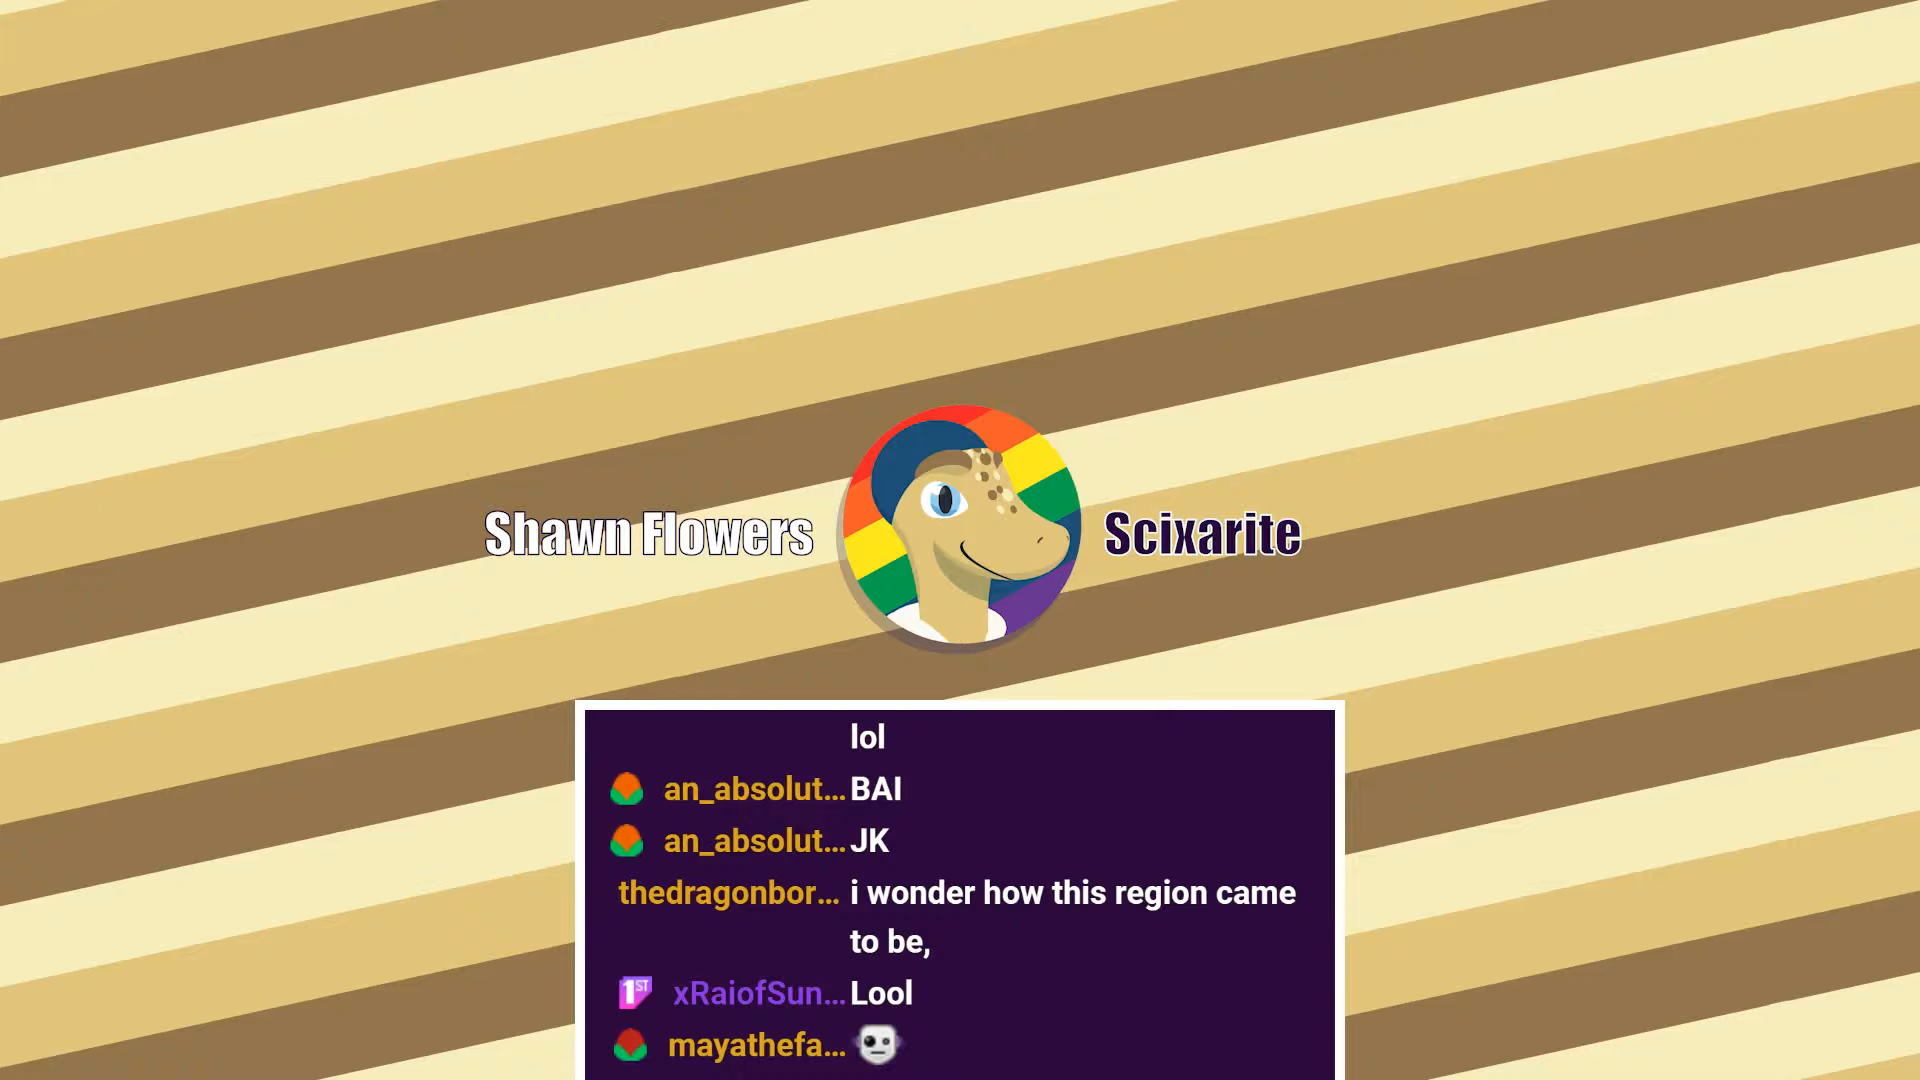 Shawn Flowers
Scixarite
lol
an_absolut... BAI
an_absolut... JK
thedragonbor... i wonder how this region came
to be,
1ST xRaiofSun... Lool
mayathefa...